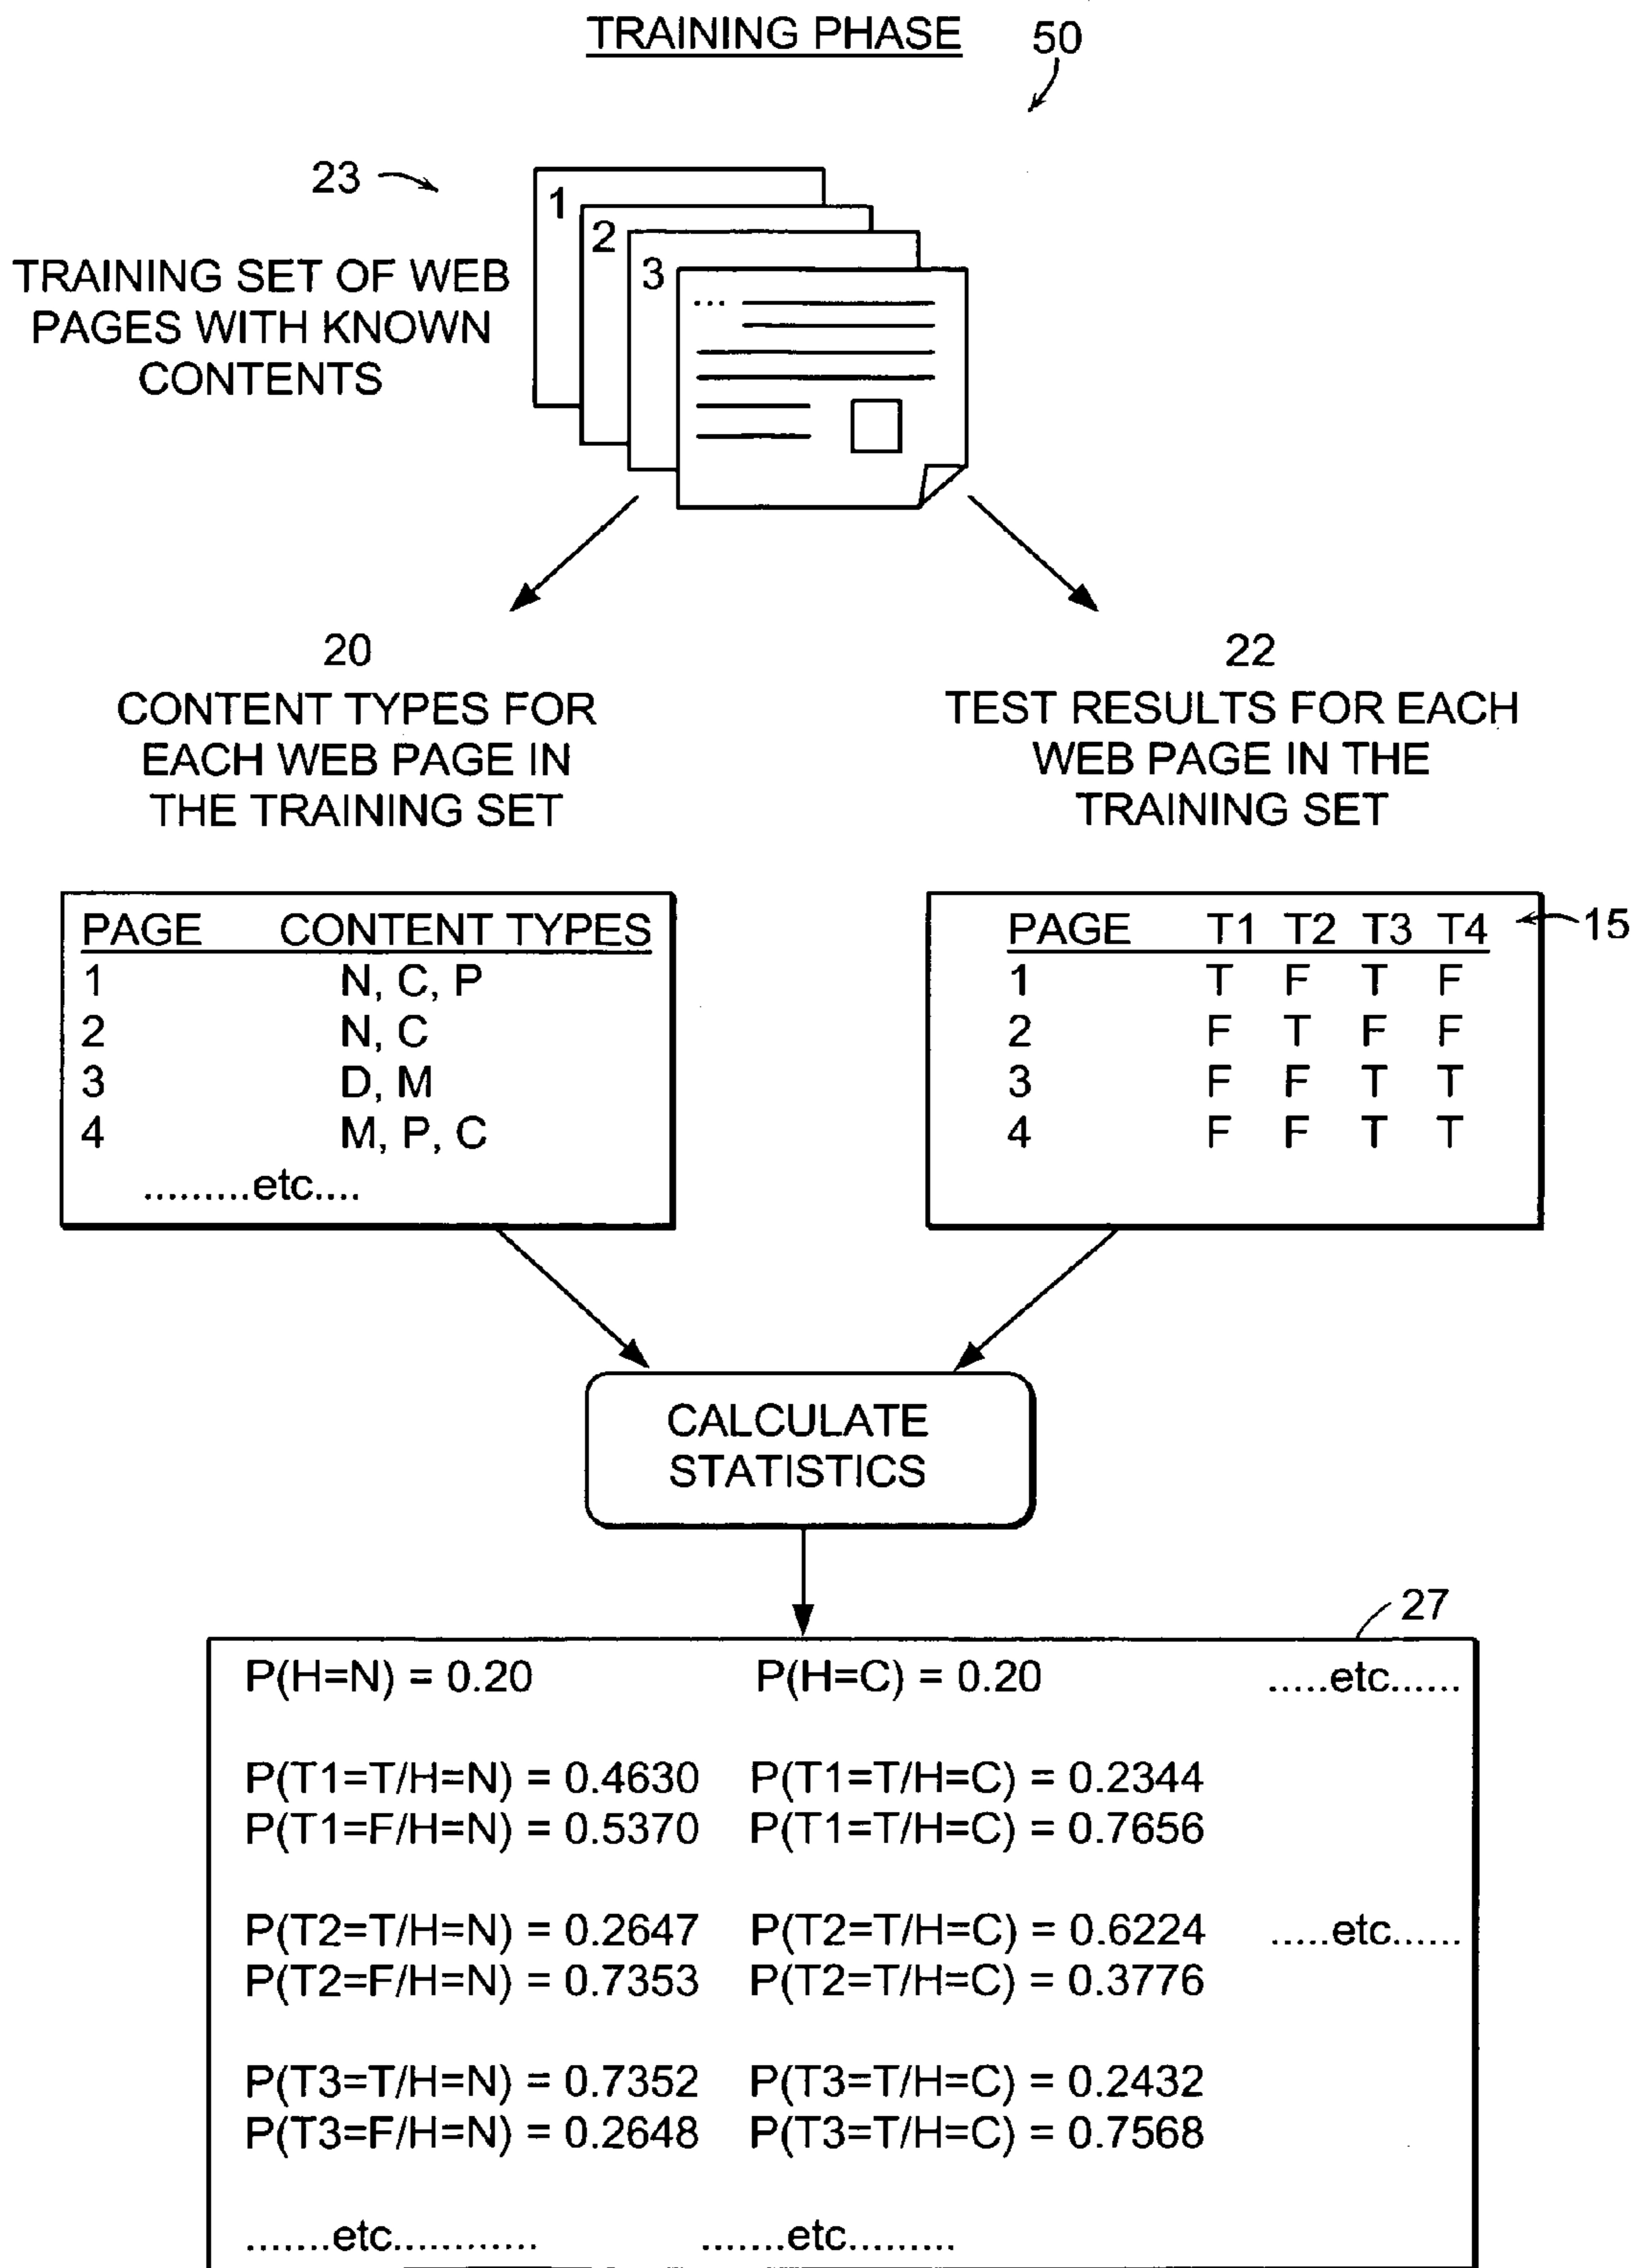 TRAINING PHASE
50
23
TRAINING SET OF WEB
PAGES WITH KNOWN
CONTENTS
1
2
3
...
20
CONTENT TYPES FOR
EACH WEB PAGE IN
THE TRAINING SET
PAGE CONTENT TYPES
1 N, C, P
2 N, C
3 D, M
4 M, P, C
.........etc....
22
TEST RESULTS FOR EACH
WEB PAGE IN THE
TRAINING SET
15
PAGE T1 T2 T3 T4
1 T F T F
2 F T F F
3 F F T T
4 F F T T
CALCULATE
STATISTICS
27
P(H=N) = 0.20 P(H=C) = 0.20 .....etc......
P(T1=T/H=N) = 0.4630 P(T1=T/H=C) = 0.2344
P(T1=F/H=N) = 0.5370 P(T1=T/H=C) = 0.7656
P(T2=T/H=N) = 0.2647 P(T2=T/H=C) = 0.6224 .....etc......
P(T2=F/H=N) = 0.7353 P(T2=T/H=C) = 0.3776
P(T3=T/H=N) = 0.7352 P(T3=T/H=C) = 0.2432
P(T3=F/H=N) = 0.2648 P(T3=T/H=C) = 0.7568
.......etc............ .......etc.........